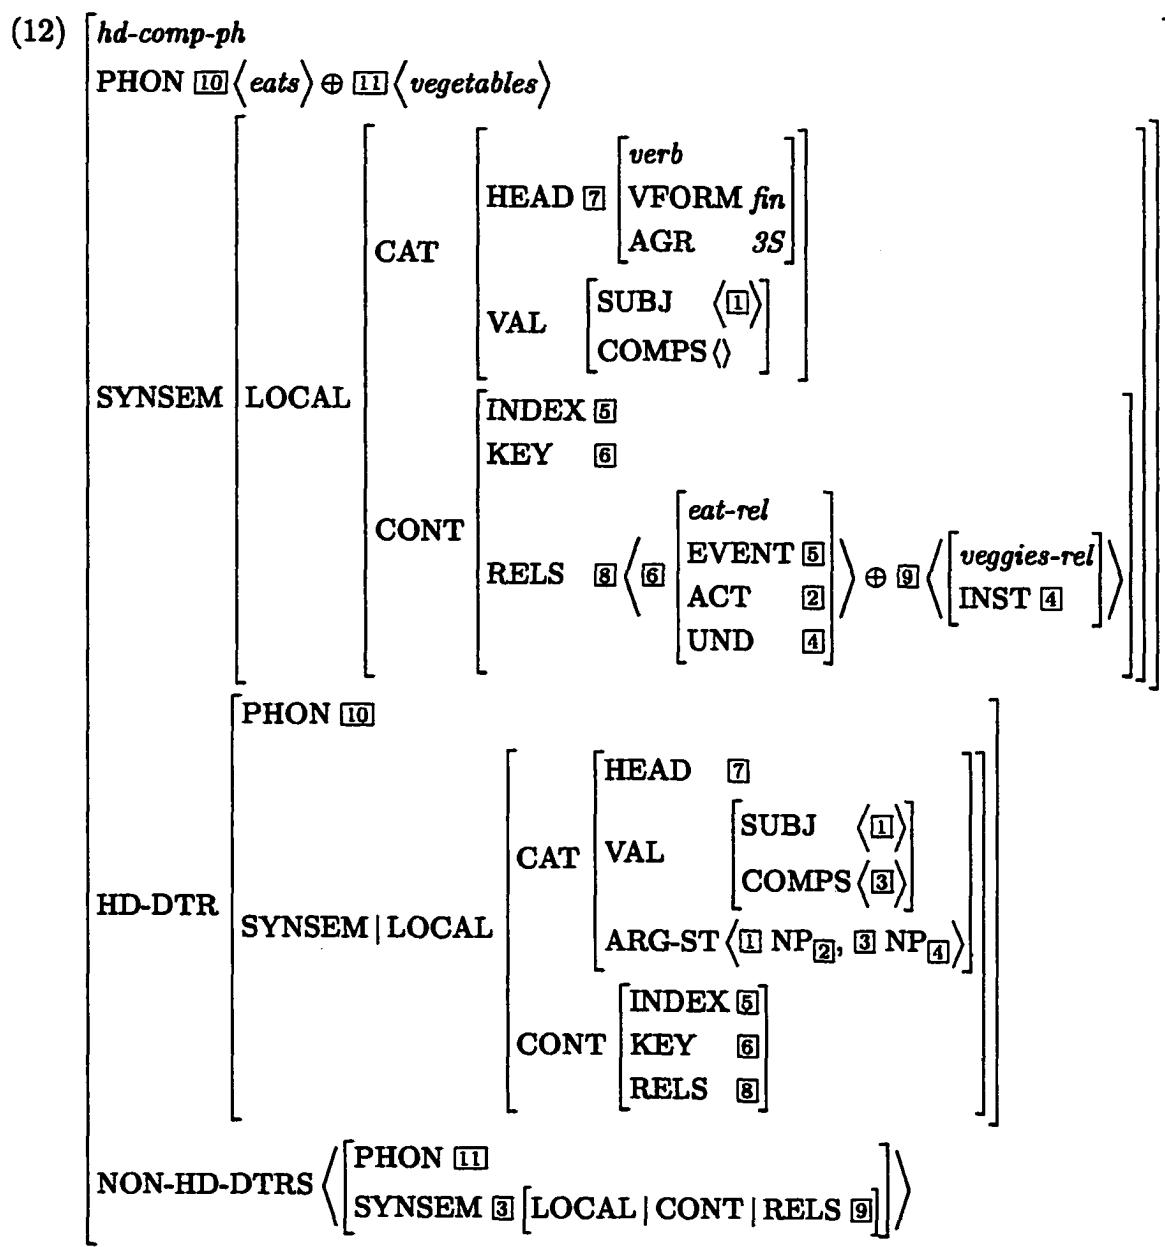 (12) hd-comp-ph
PHON 10 ⟨eats⟩ ⊕ 11 ⟨vegetables⟩
verb
HEAD 7 VFORM fin
AGR 3S
CAT
SUBJ ⟨1⟩
VAL
COMPS ⟨⟩
SYNSEM LOCAL
INDEX 5
KEY 6
eat-rel
CONT
EVENT 5 veggies-rel
RELS 8 ⟨6 ⟩ ⊕ 9 ⟨ ⟩
ACT 2 INST 4
UND 4
PHON 10
HEAD 7
SUBJ ⟨1⟩
CAT VAL
COMPS ⟨3⟩
HD-DTR
SYNSEM | LOCAL
ARG-ST ⟨1 NP2, 3 NP4⟩
INDEX 5
CONT KEY 6
RELS 8
PHON 11
NON-HD-DTRS ⟨ ⟩
SYNSEM 3 [LOCAL | CONT | RELS 9]